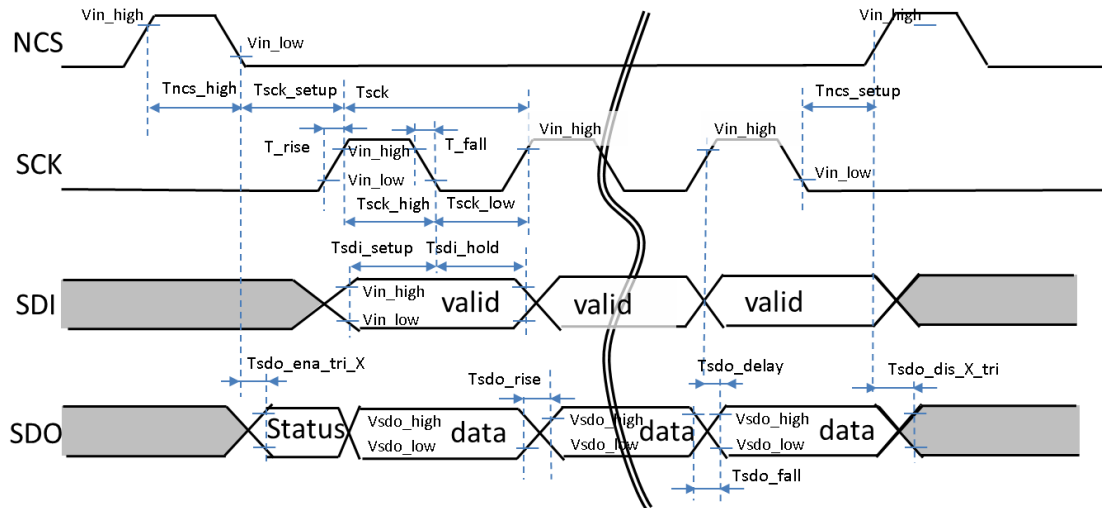 NCS
Vin_high
Vin_low
Vin_high
Tncs_high
Tsck_setup
Tsck
Tncs_setup
SCK
T_rise
Vin_high
Vin_low
T_fall
Vin_high
Vin_high
Vin_low
Tsck_high
Tsck_low
Tsdi_setup
Tsdi_hold
SDI
Vin_high
Vin_low
valid
valid
valid
Tsdo_ena_tri_X
Tsdo_rise
Tsdo_delay
Tsdo_dis_X_tri
SDO
Status
Vsdo_high
Vsdo_low
data
Vsdo_high
Vsdo_low
data
Vsdo_high
Vsdo_low
data
Tsdo_fall